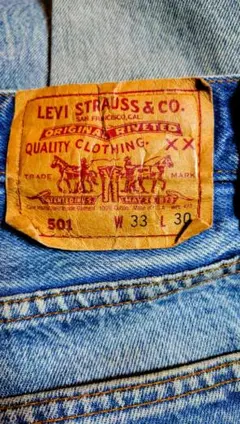 LEVI STRAUSS & CO.
SAN FRANCISCO, CAL.
ORIGINAL RIVETED
QUALITY CLOTHING. XX
TRADE MARK
PATENTED IN U.S. MAY 20 1873
501 W 33 L 30